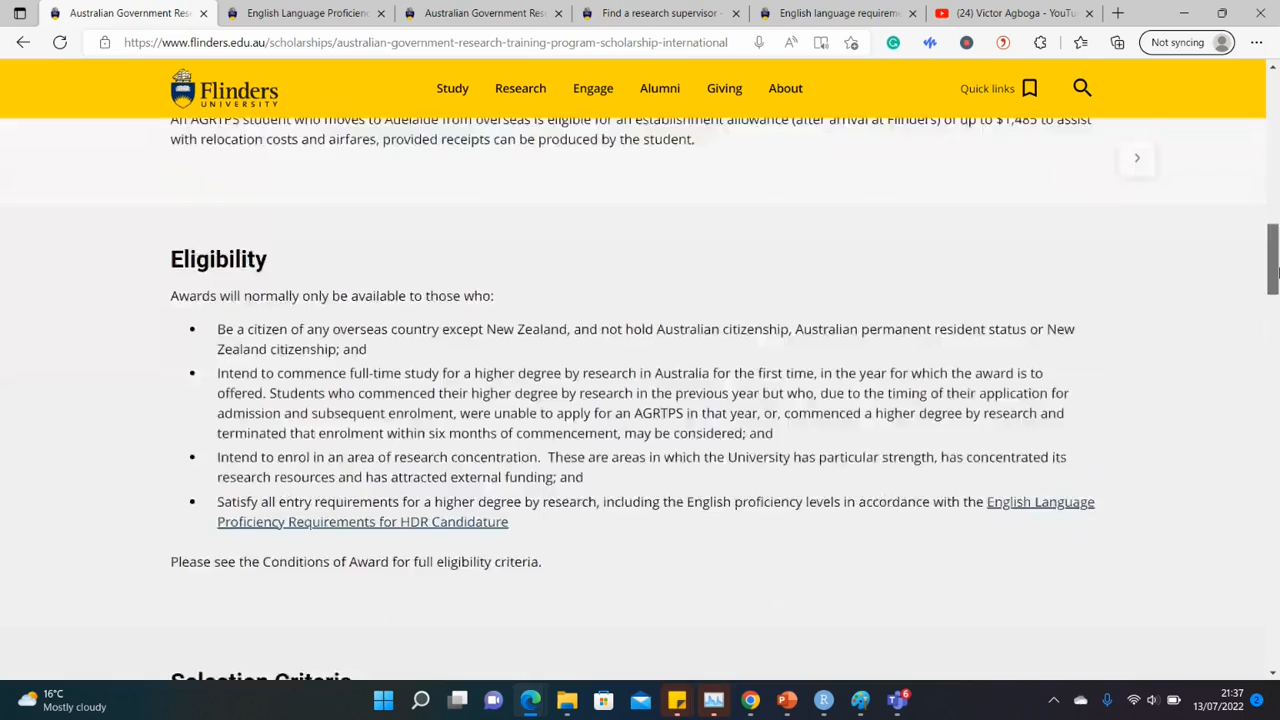 Australian Government Rese
English Language Proficienc
Australian Government Rese
Find a research supervisor -
English language requireme
(24) Victor Agboga - YouTu
https://www.flinders.edu.au/scholarships/australian-government-research-training-program-scholarship-international
Not syncing
Flinders
UNIVERSITY
Study Research Engage Alumni Giving About
Quick links
An AGRTPS student who moves to Adelaide from overseas is eligible for an establishment allowance (after arrival at Flinders) of up to $1,485 to assist
with relocation costs and airfares, provided receipts can be produced by the student.
Eligibility
Awards will normally only be available to those who:
• Be a citizen of any overseas country except New Zealand, and not hold Australian citizenship, Australian permanent resident status or New
Zealand citizenship; and
• Intend to commence full-time study for a higher degree by research in Australia for the first time, in the year for which the award is to
offered. Students who commenced their higher degree by research in the previous year but who, due to the timing of their application for
admission and subsequent enrolment, were unable to apply for an AGRTPS in that year, or, commenced a higher degree by research and
terminated that enrolment within six months of commencement, may be considered; and
• Intend to enrol in an area of research concentration. These are areas in which the University has particular strength, has concentrated its
research resources and has attracted external funding; and
• Satisfy all entry requirements for a higher degree by research, including the English proficiency levels in accordance with the English Language
Proficiency Requirements for HDR Candidature
Please see the Conditions of Award for full eligibility criteria.
Selection Criteria
16°C
Mostly cloudy
6
21:37
13/07/2022